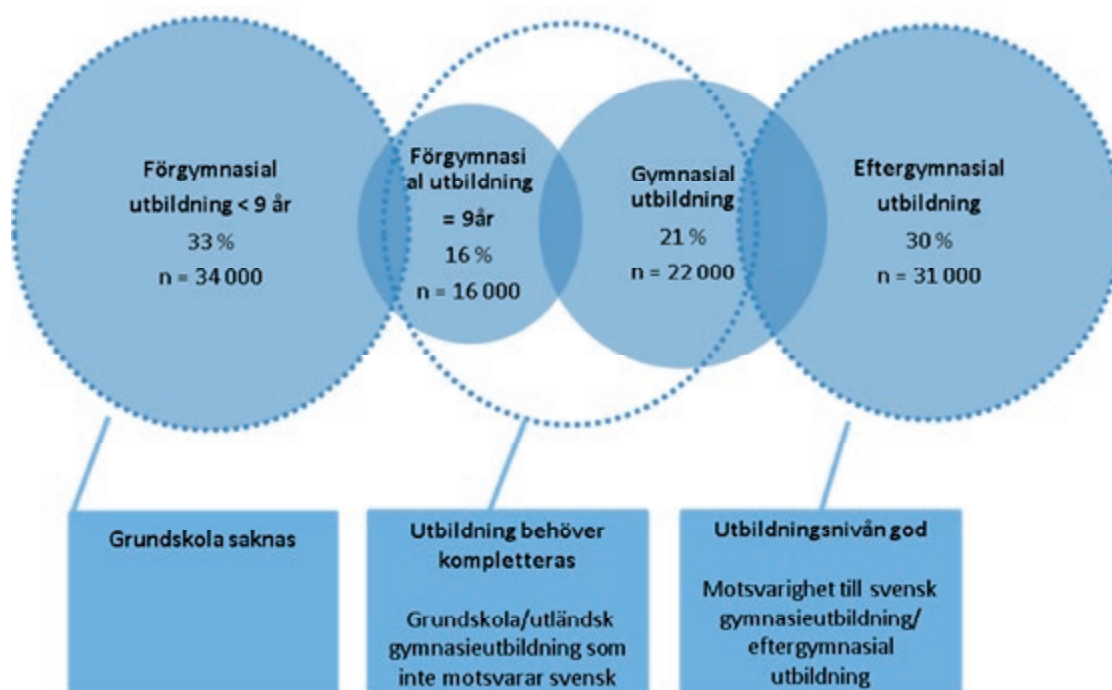 Förgymnasial
utbildning < 9 år
33 %
n = 34 000
Förgymnasi
al utbildning
= 9år
16 %
n = 16 000
Gymnasial
utbildning
21 %
n = 22 000
Eftergymnasial
utbildning
30 %
n = 31 000
Grundskola saknas
Utbildning behöver
kompletteras
Grundskola/utländsk
gymnasieutbildning som
inte motsvarar svensk
Utbildningsnivån god
Motsvarighet till svensk
gymnasieutbildning/
eftergymnasial
utbildning